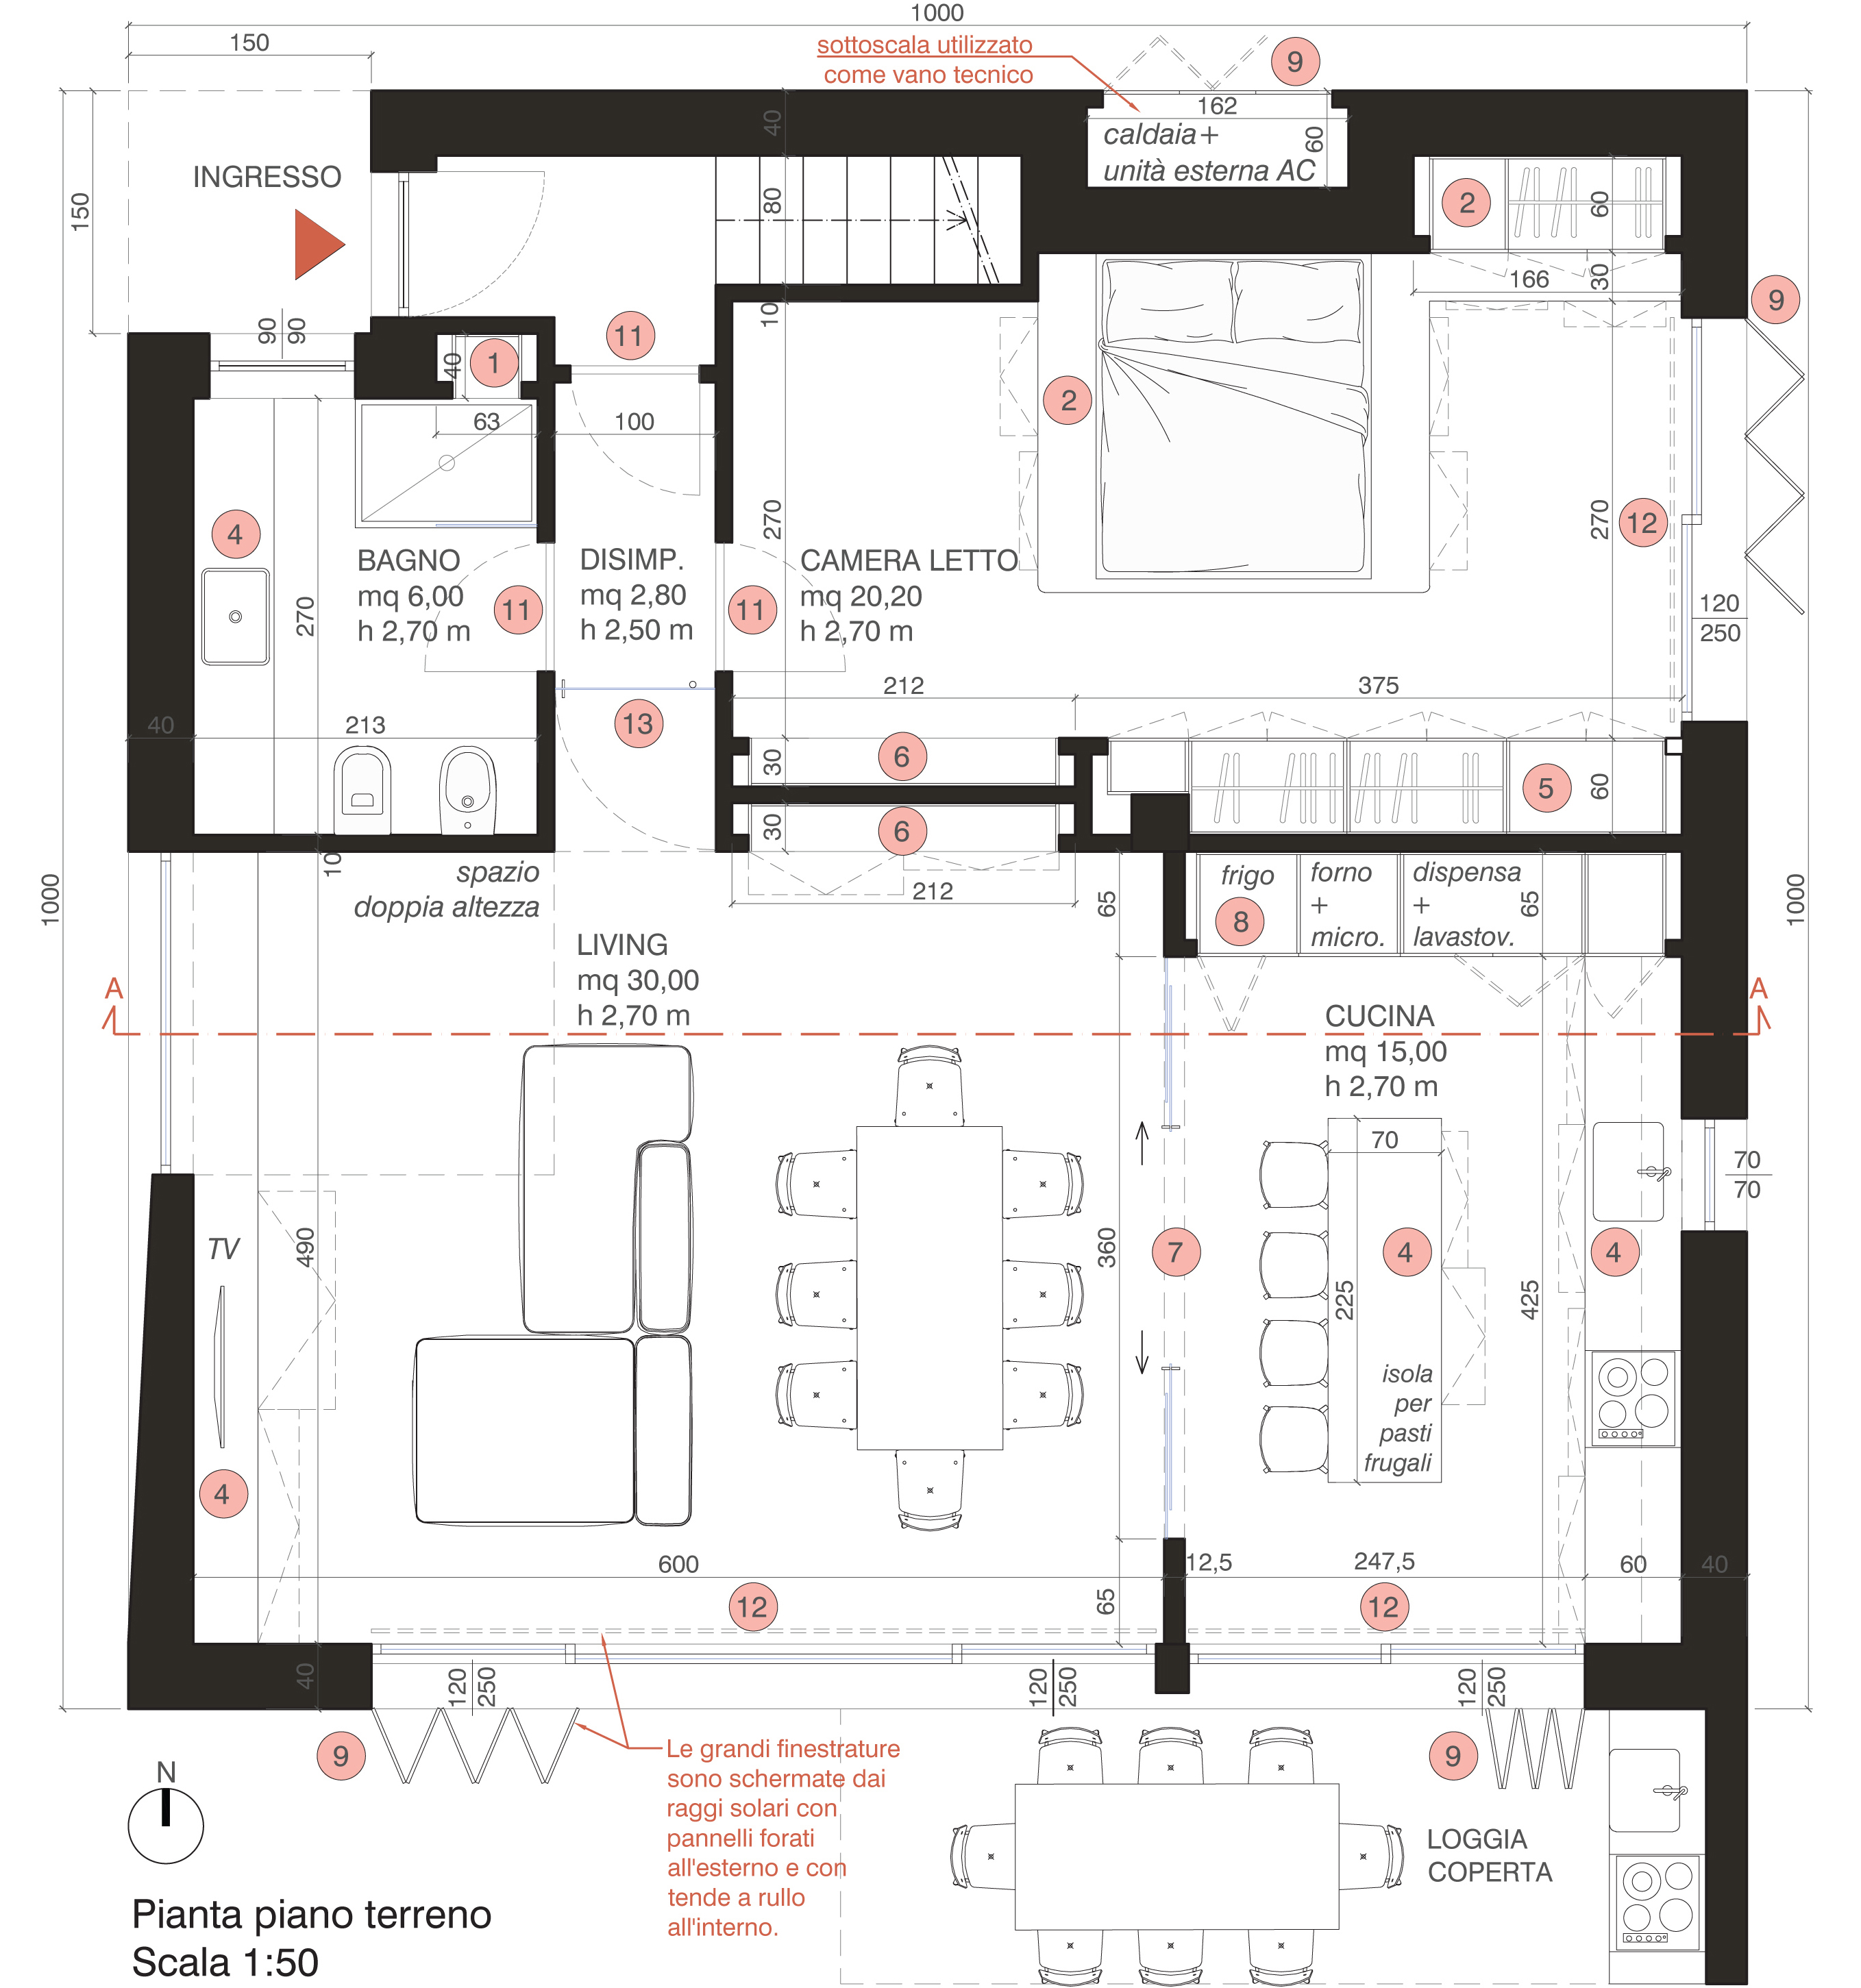 1000
150
sottoscala utilizzato
come vano tecnico
9
162
40
caldaia+
unità esterna AC
60
INGRESSO
150
80
2
60
30
166
9
90
90
10
11
1
40
63
100
2
4
270
270
12
BAGNO
mq 6,00
h 2,70 m
11
DISIMP.
mq 2,80
h 2,50 m
11
CAMERA LETTO
mq 20,20
h 2,70 m
270
120
250
212
375
40
213
13
30
6
5
60
30
6
10
spazio
doppia altezza
212
65
frigo
8
forno
+
micro.
dispensa
+
lavastov.
65
1000
1000
LIVING
mq 30,00
h 2,70 m
A
A
CUCINA
mq 15,00
h 2,70 m
70
70
70
TV
490
360
7
225
4
425
4
isola
per
pasti
frugali
4
600
12,5
247,5
60
40
12
65
12
40
120
250
120
250
120
250
9
Le grandi finestrature
sono schermate dai
raggi solari con
pannelli forati
all'esterno e con
tende a rullo
all'interno.
9
N
LOGGIA
COPERTA
Pianta piano terreno
Scala 1:50